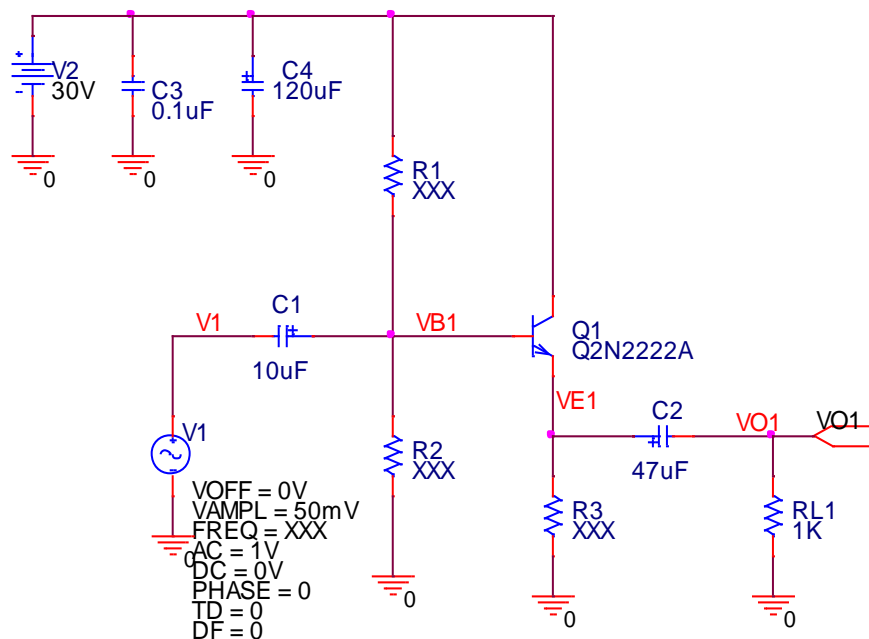 V2
30V
0
C3
0.1uF
0
C4
120uF
0
R1
XXX
V1
C1
10uF
VB1
Q1
Q2N2222A
VE1
C2
47uF
VO1
VO1
V1
VOFF = 0V
VAMPL = 50mV
FREQ = XXX
AC = 1V
DC = 0V
PHASE = 0
TD = 0
DF = 0
0
R2
XXX
0
R3
XXX
0
RL1
1K
0